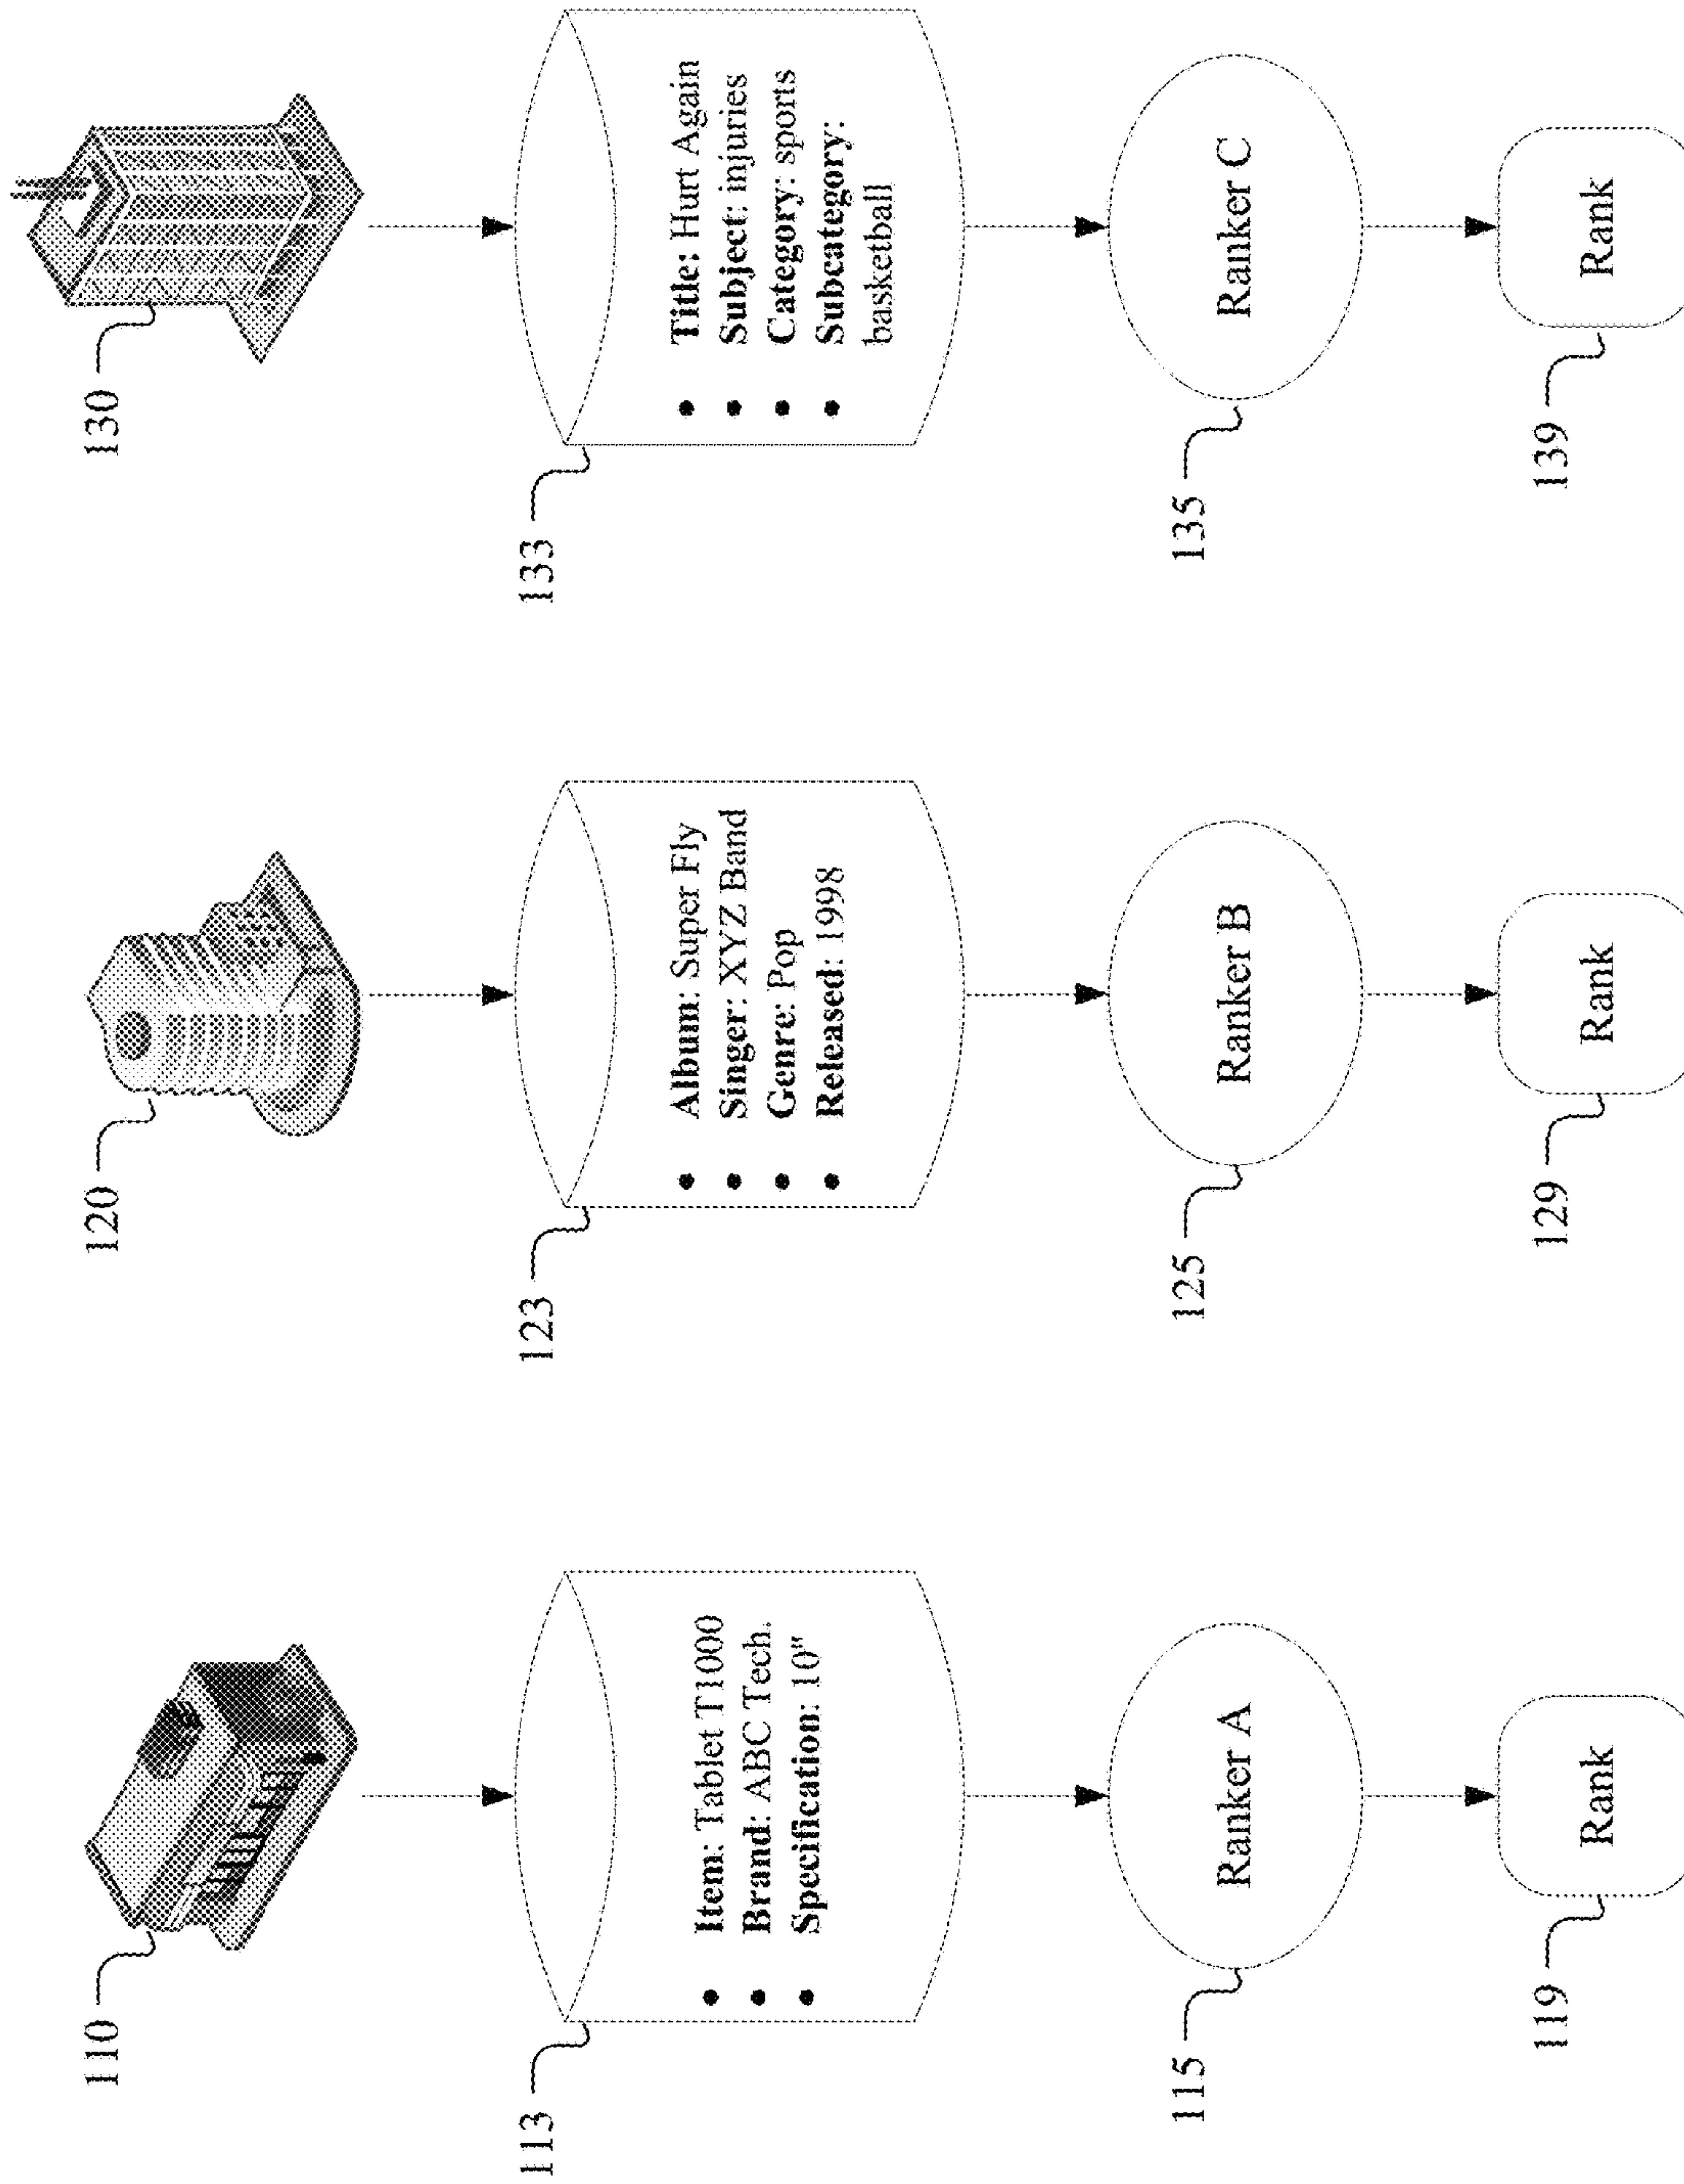 110
120
130
113
123
133
• Item: Tablet T1000
• Brand: ABC Tech.
• Specification: 10"
• Album: Super Fly
• Singer: XYZ Band
• Genre: Pop
• Released: 1998
• Title: Hurt Again
• Subject: injuries
• Category: sports
• Subcategory:
basketball
115
125
135
Ranker A
Ranker B
Ranker C
119
129
139
Rank
Rank
Rank